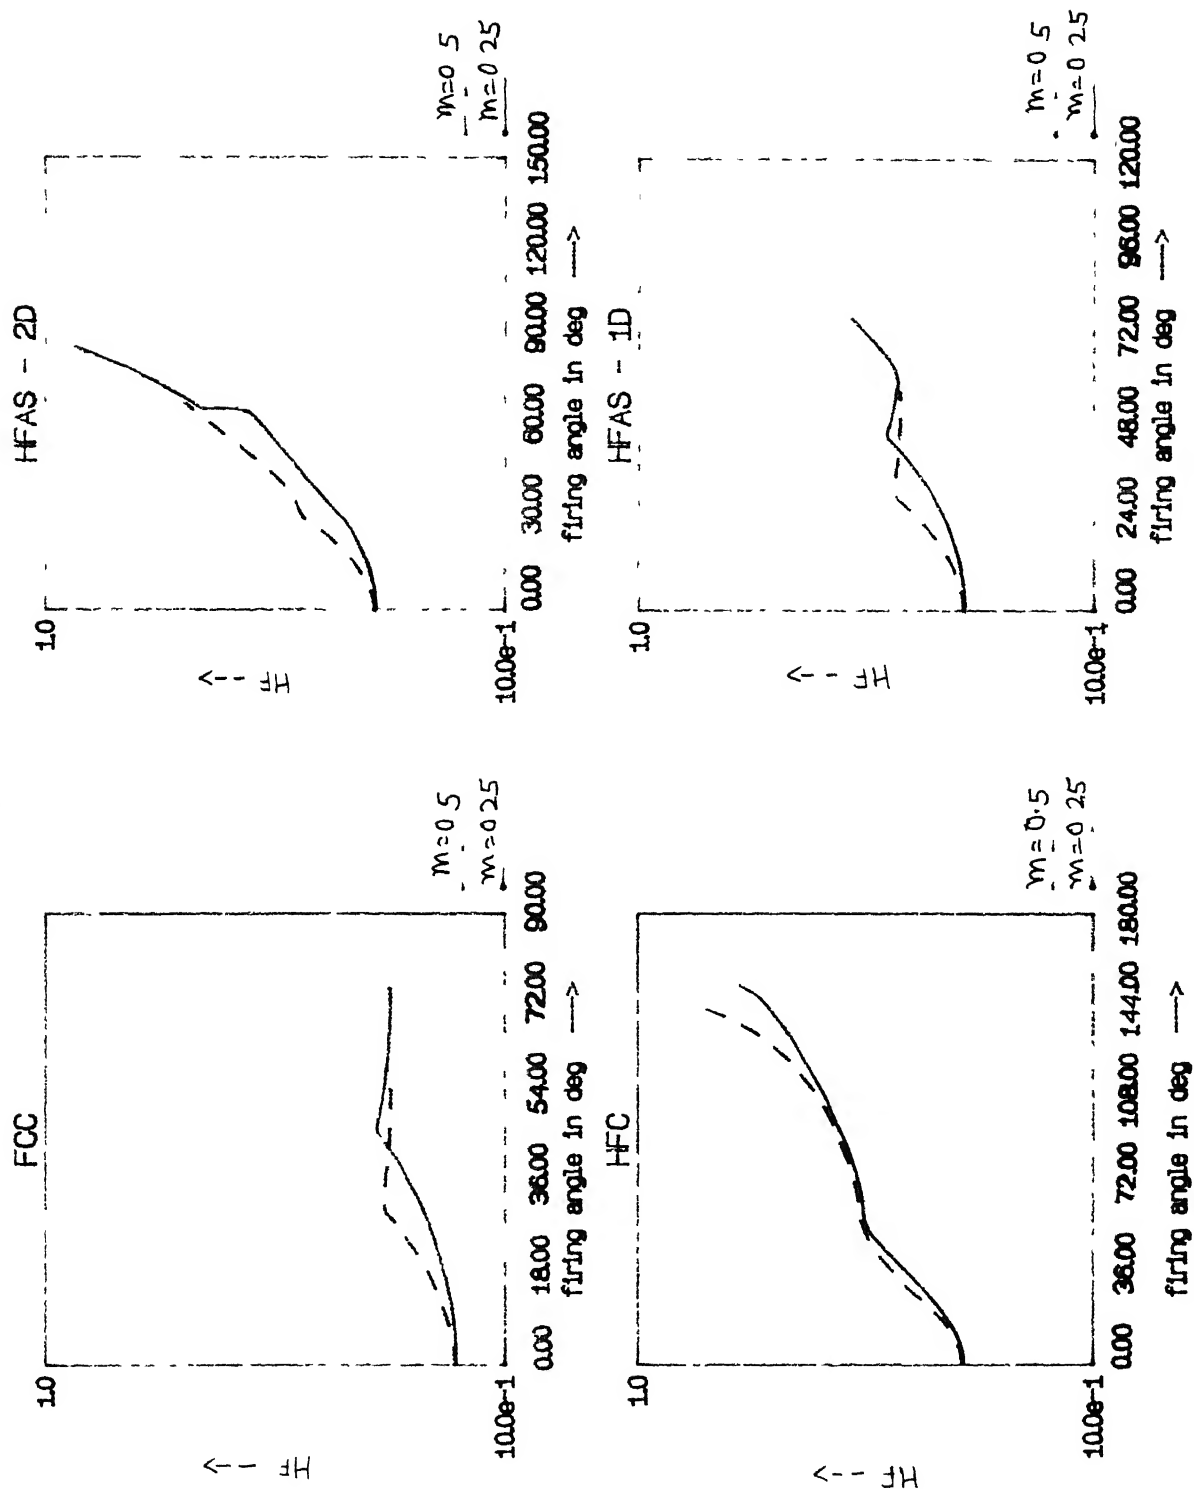 FCC
1.0
HF -->
10.0e-1
0.00 18.00 36.00 54.00 72.00 90.00
firing angle in deg --->
m=0 5
m=0 25
HFAS - 2D
1.0
HF -->
10.0e-1
0.00 30.00 60.00 90.00 120.00 150.00
firing angle in deg --->
m=0 5
m=0 25
HFC
1.0
HF -->
10.0e-1
0.00 36.00 72.00 108.00 144.00 180.00
firing angle in deg --->
m=0.5
m=0 25
HFAS - 1D
1.0
HF -->
10.0e-1
0.00 24.00 48.00 72.00 96.00 120.00
firing angle in deg --->
m=0 5
m=0 25